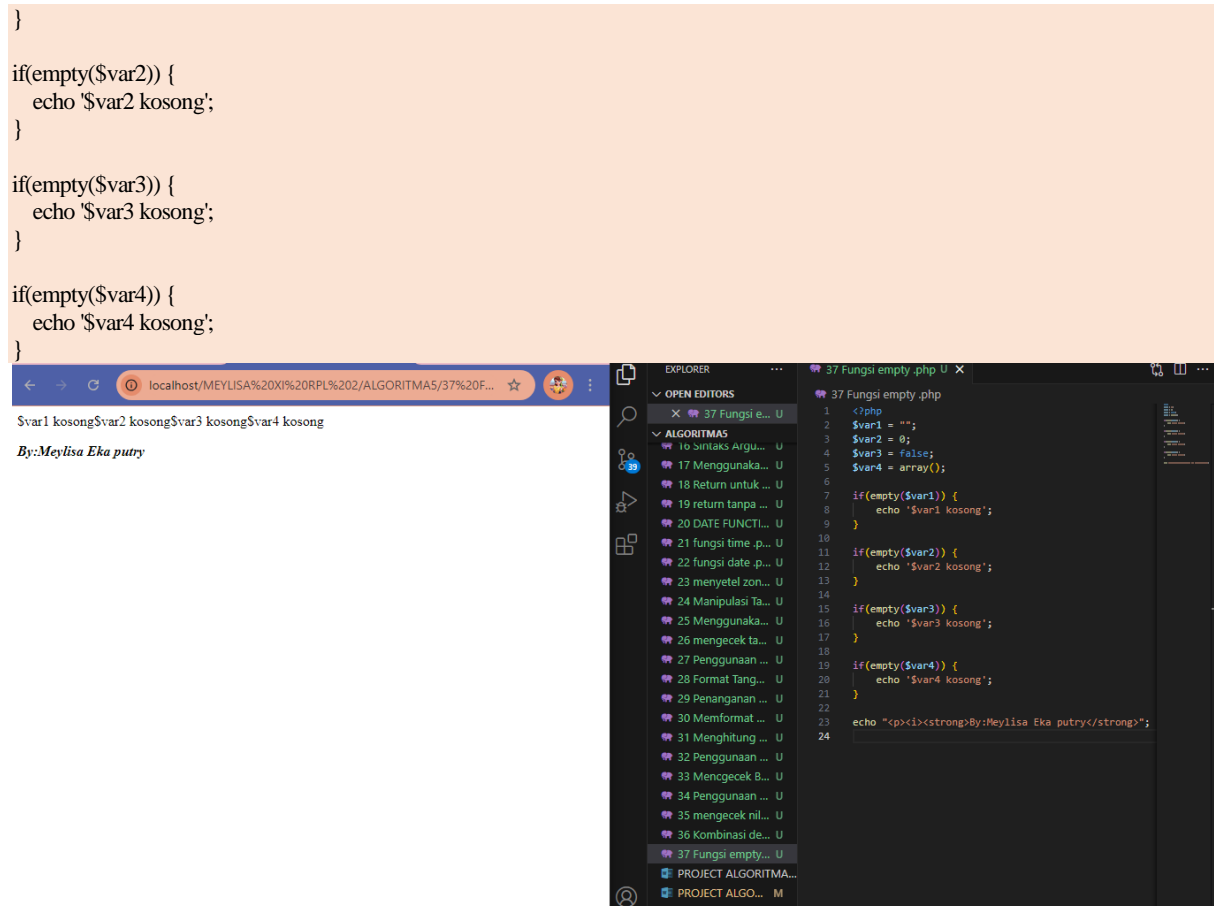 }
if(empty($var2)) {
echo '$var2 kosong';
}
if(empty($var3)) {
echo '$var3 kosong';
}
if(empty($var4)) {
echo '$var4 kosong';
}
localhost/MEYLISA%20XI%20RPL%202/ALGORITMA5/37%20F...
$var1 kosong$var2 kosong$var3 kosong$var4 kosong
By:Meylisa Eka putry
39
EXPLORER ...
OPEN EDITORS
37 Fungsi e... U
ALGORITMA5
16 Sintaks Argu... U
17 Menggunaka... U
18 Return untuk ... U
19 return tanpa ... U
20 DATE FUNCTI... U
21 fungsi time .p... U
22 fungsi date .p... U
23 menyetel zon... U
24 Manipulasi Ta... U
25 Menggunaka... U
26 mengecek ta... U
27 Penggunaan ... U
28 Format Tang... U
29 Penanganan ... U
30 Memformat ... U
31 Menghitung ... U
32 Penggunaan ... U
33 Mencgecek B... U
34 Penggunaan ... U
35 mengecek nil... U
36 Kombinasi de... U
37 Fungsi empty... U
PROJECT ALGORITMA...
PROJECT ALGO... M
37 Fungsi empty .php U
37 Fungsi empty .php
1 <?php
2 $var1 = "";
3 $var2 = 0;
4 $var3 = false;
5 $var4 = array();
6
7 if(empty($var1)) {
8 echo '$var1 kosong';
9 }
10
11 if(empty($var2)) {
12 echo '$var2 kosong';
13 }
14
15 if(empty($var3)) {
16 echo '$var3 kosong';
17 }
18
19 if(empty($var4)) {
20 echo '$var4 kosong';
21 }
22
23 echo "<p><i><strong>By:Meylisa Eka putry</strong>";
24